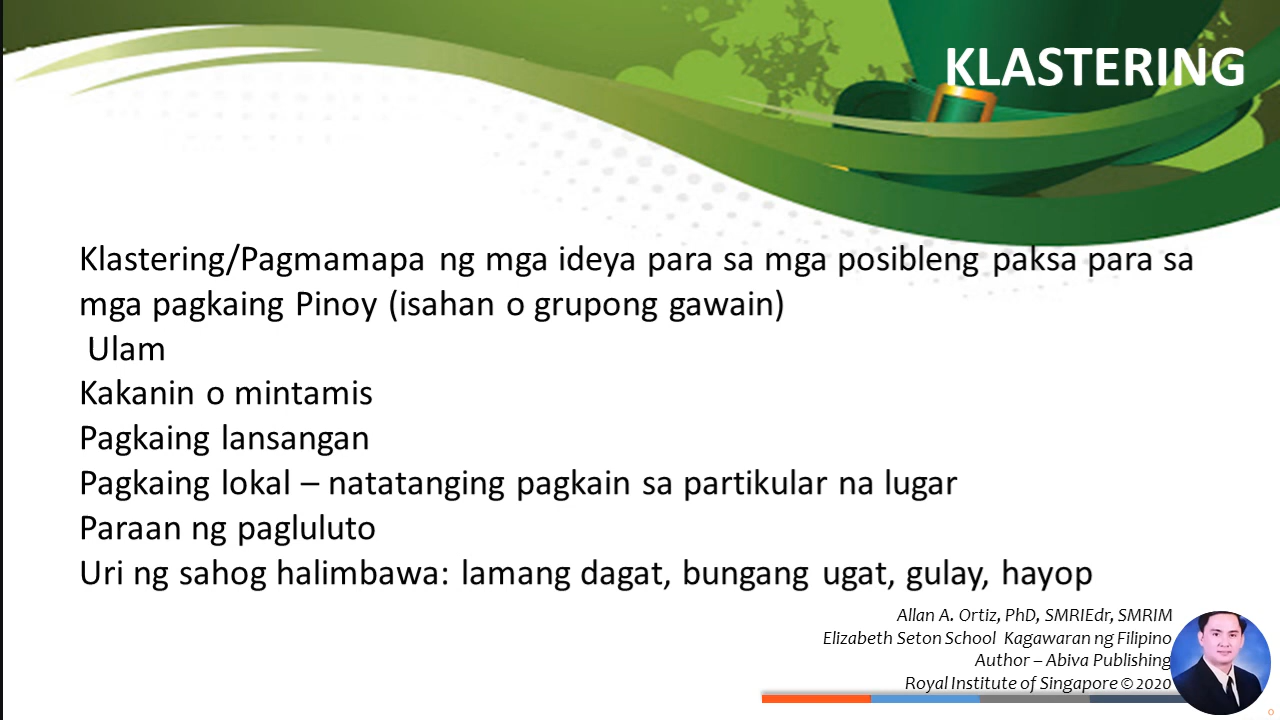 KLASTERING
Klastering/Pagmamapa ng mga ideya para sa mga posibleng paksa para sa
mga pagkaing Pinoy (isahan o grupong gawain)
Ulam
Kakanin o mintamis
Pagkaing lansangan
Pagkaing lokal – natatanging pagkain sa partikular na lugar
Paraan ng pagluluto
Uri ng sahog halimbawa: lamang dagat, bungang ugat, gulay, hayop
Allan A. Ortiz, PhD, SMRIEdr, SMRIM
Elizabeth Seton School Kagawaran ng Filipino
Author – Abiva Publishing
Royal Institute of Singapore © 2020